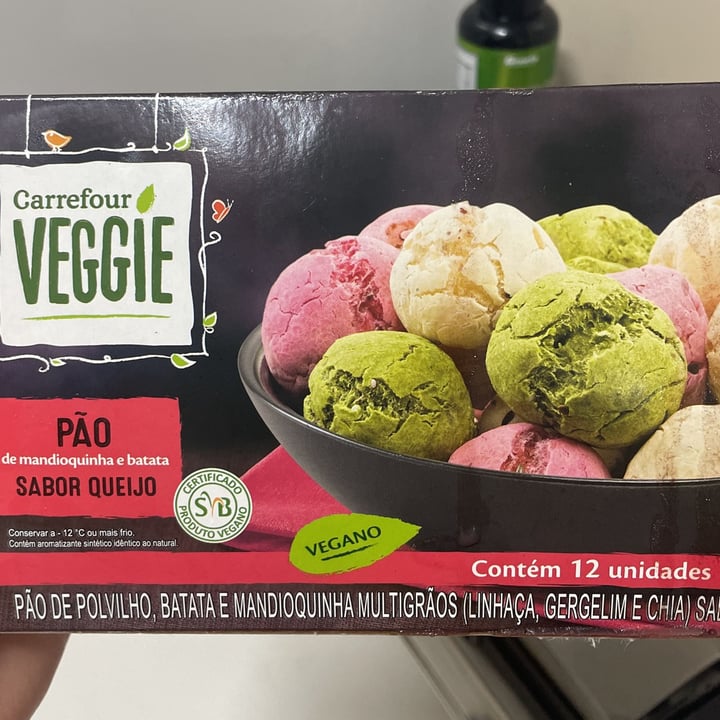 Carrefour
VEGGIE
PÃO
de mandioquinha e batata
SABOR QUEIJO
Conservar a - 12 °C ou mais frio.
Contém aromatizante sintético idêntico ao natural.
CERTIFICADO
SVB
PRODUTO VEGANO
VEGANO
Contém 12 unidades
PÃO DE POLVILHO, BATATA E MANDIOQUINHA MULTIGRÃOS (LINHAÇA, GERGELIM E CHIA)